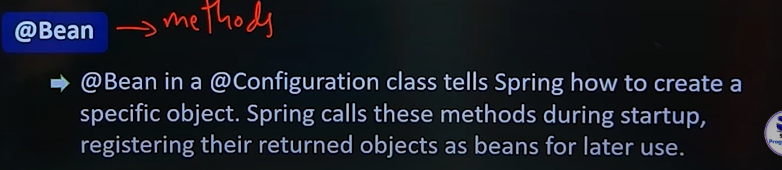 @Bean → methods
➡ @Bean in a @Configuration class tells Spring how to create a
specific object. Spring calls these methods during startup,
registering their returned objects as beans for later use.